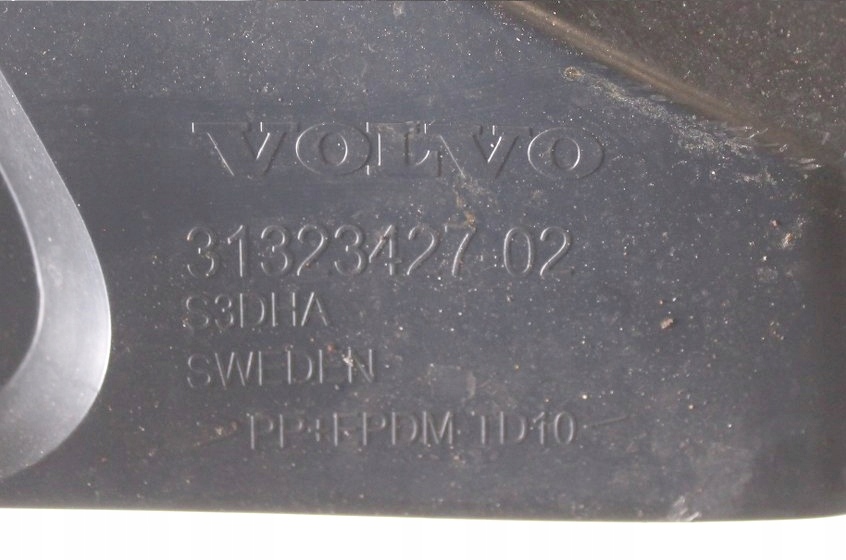 VOLVO
31323427 02
S3DHA
SWEDEN
>PP+EPDM-TD10<